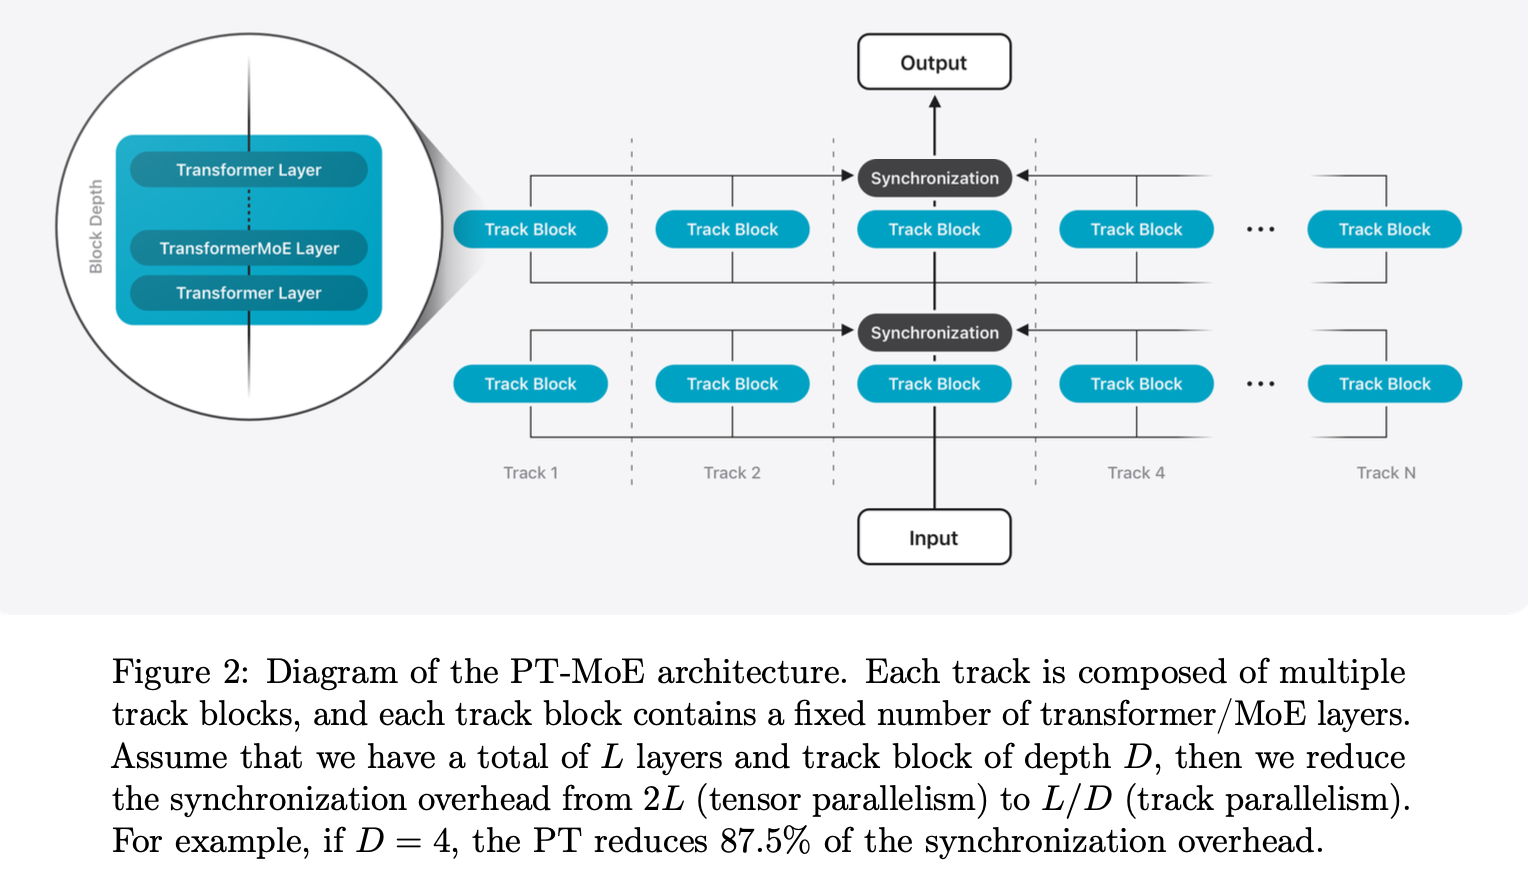 Output
Block Depth
Transformer Layer
TransformerMoE Layer
Transformer Layer
Synchronization
Track Block Track Block Track Block Track Block ... Track Block
Synchronization
Track Block Track Block Track Block Track Block ... Track Block
Track 1 Track 2 Track 4 Track N
Input
Figure 2: Diagram of the PT-MoE architecture. Each track is composed of multiple
track blocks, and each track block contains a fixed number of transformer/MoE layers.
Assume that we have a total of L layers and track block of depth D, then we reduce
the synchronization overhead from 2L (tensor parallelism) to L/D (track parallelism).
For example, if D = 4, the PT reduces 87.5% of the synchronization overhead.